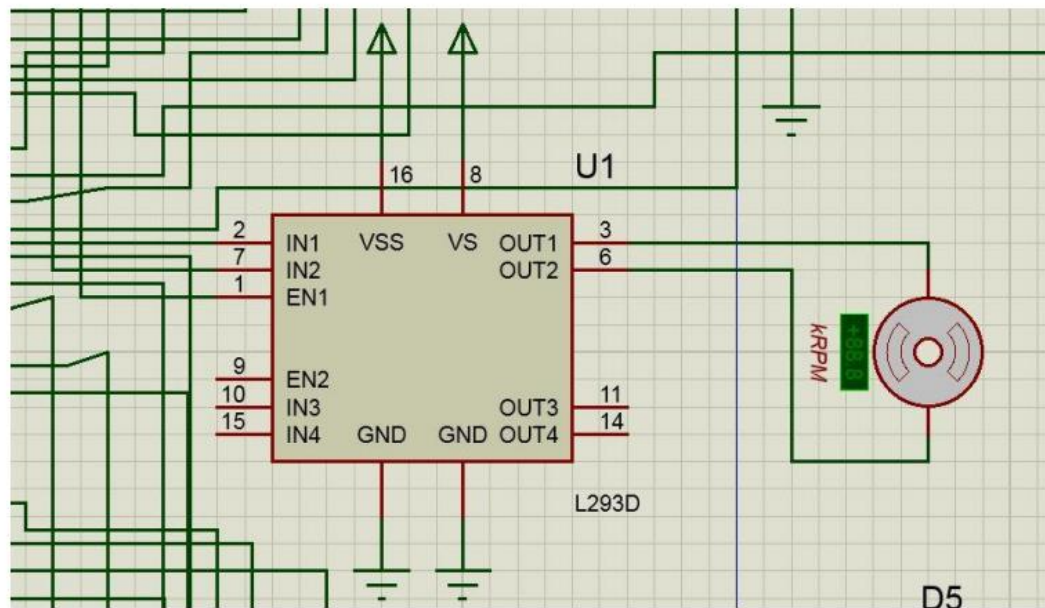 U1
16 8
2 IN1 VSS VS OUT1 3
7 IN2 OUT2 6
1 EN1
kRPM
+88.8
9 EN2
10 IN3 OUT3 11
15 IN4 GND GND OUT4 14
L293D
D5